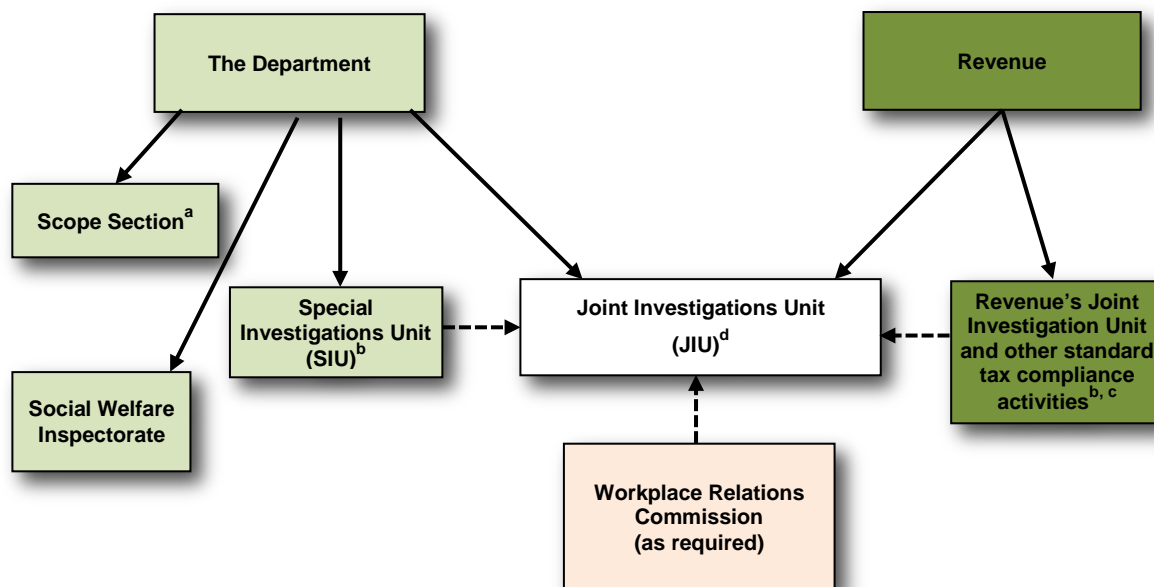 The Department
Revenue
Scope Section^a
Special
Investigations Unit
(SIU)^b
Joint Investigations Unit
(JIU)^d
Revenue’s Joint
Investigation Unit
and other standard
tax compliance
activities^b, c
Social Welfare
Inspectorate
Workplace Relations
Commission
(as required)